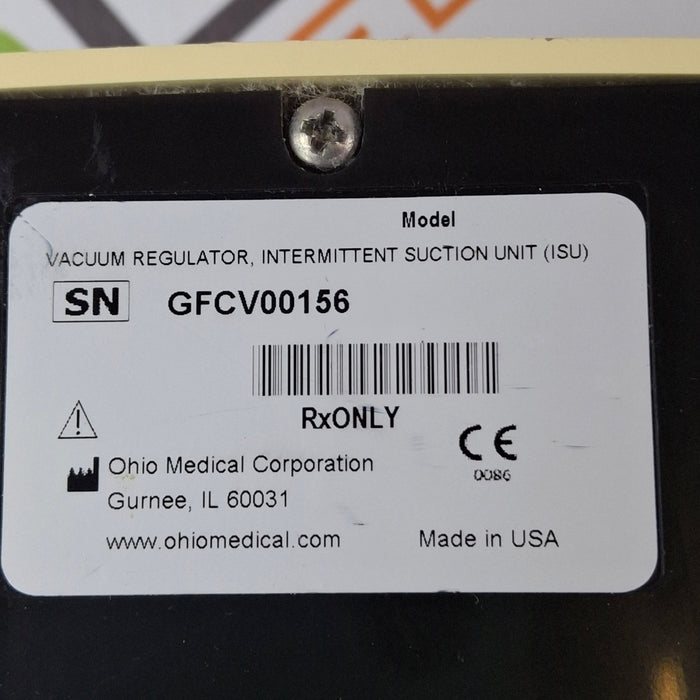 Model
VACUUM REGULATOR, INTERMITTENT SUCTION UNIT (ISU)
SN GFCV00156
RxONLY
CE
0086
Ohio Medical Corporation
Gurnee, IL 60031
www.ohiomedical.com Made in USA